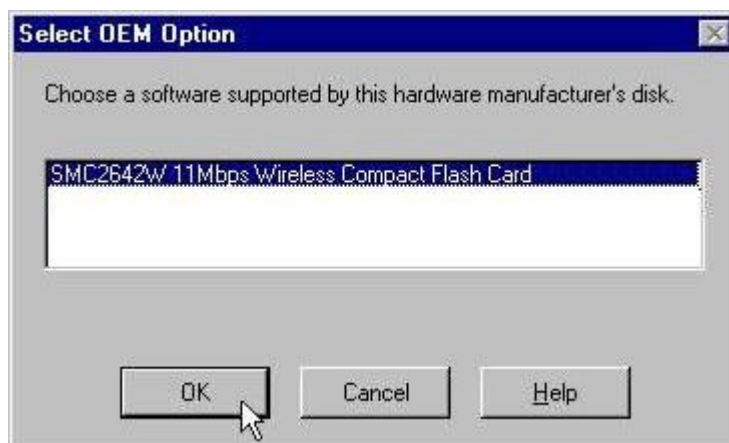 Select OEM Option
Choose a software supported by this hardware manufacturer's disk.
SMC2642W 11Mbps Wireless Compact Flash Card
OK Cancel Help